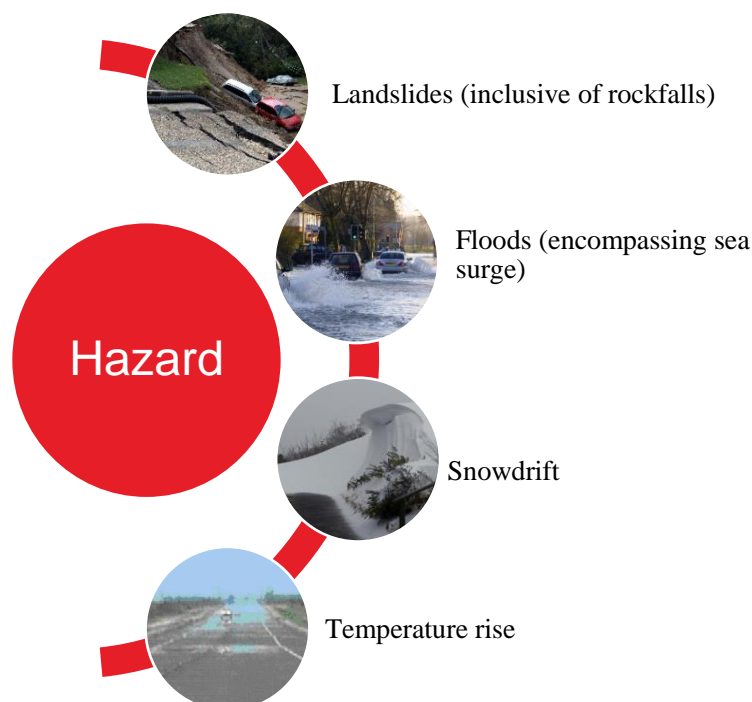 Landslides (inclusive of rockfalls)
Floods (encompassing sea
surge)
Hazard
Snowdrift
Temperature rise